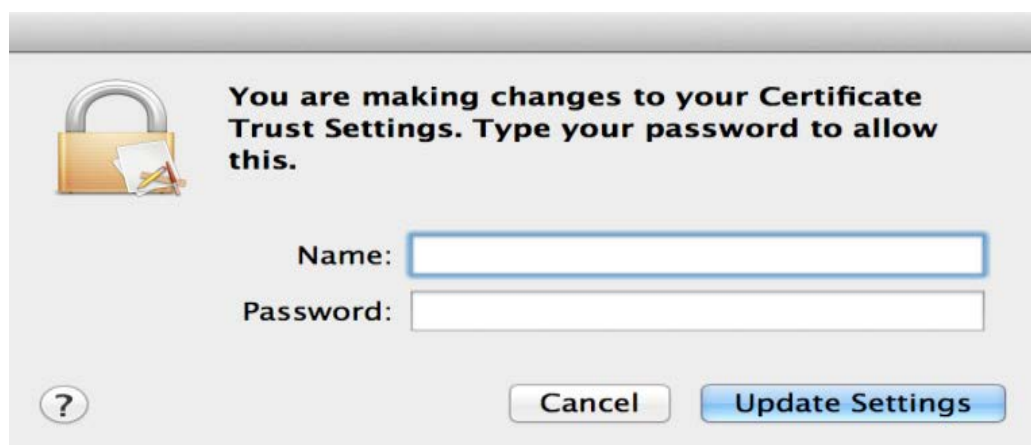 You are making changes to your Certificate
Trust Settings. Type your password to allow
this.
Name:
Password:
?
Cancel
Update Settings